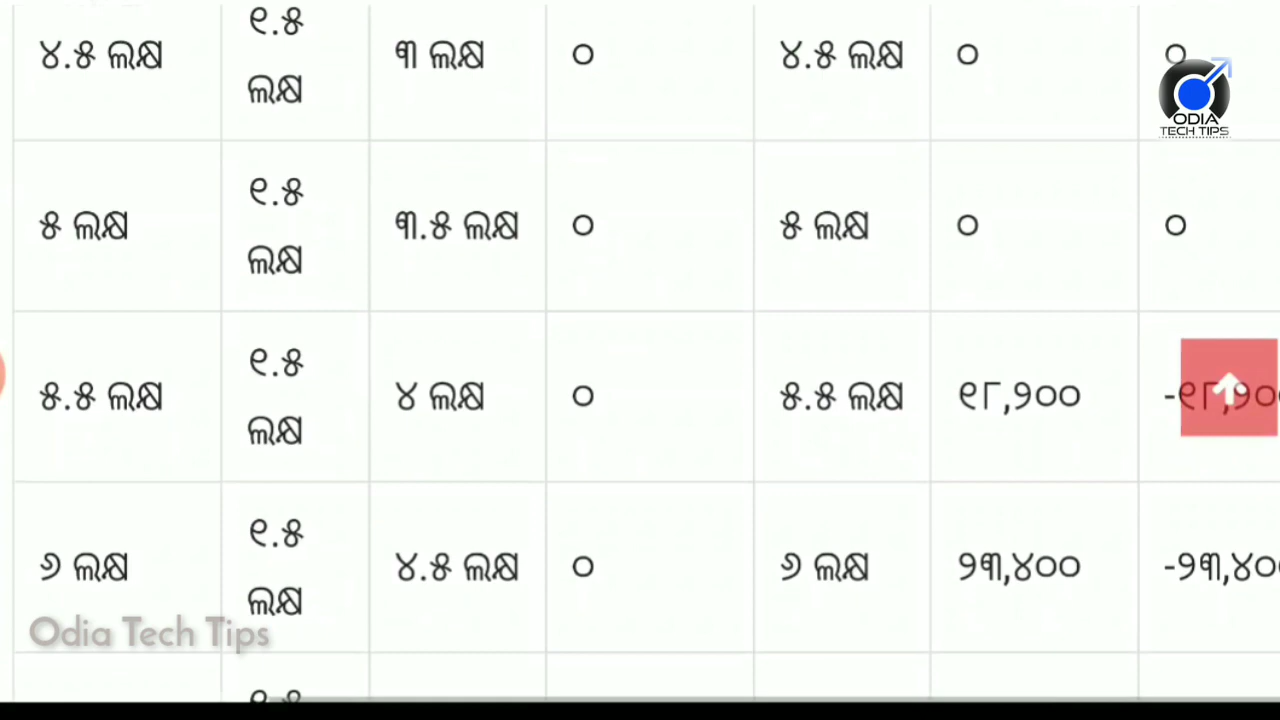 ୧.୫
୪.୫ ଲକ୍ଷ
ଲକ୍ଷ
୩ ଲକ୍ଷ
୦
୪.୫ ଲକ୍ଷ
୦
୦
ODIA
TECH TIPS
୫ ଲକ୍ଷ
୧.୫
ଲକ୍ଷ
୩.୫ ଲକ୍ଷ
୦
୫ ଲକ୍ଷ
୦
୦
୫.୫ ଲକ୍ଷ
୧.୫
ଲକ୍ଷ
୪ ଲକ୍ଷ
୦
୫.୫ ଲକ୍ଷ
୧୮,୨୦୦
୬ ଲକ୍ଷ
୧.୫
ଲକ୍ଷ
୪.୫ ଲକ୍ଷ
୦
୬ ଲକ୍ଷ
୨୩,୪୦୦
-୨୩,୪୦୦
Odia Tech Tips